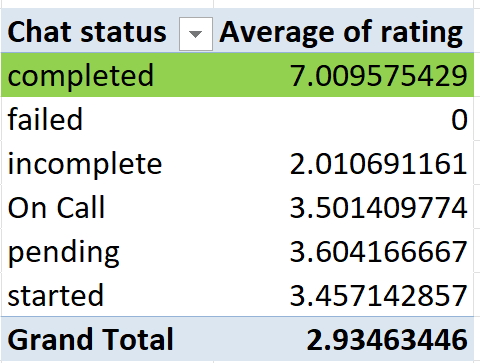 Chat status Average of rating
completed 7.009575429
failed 0
incomplete 2.010691161
On Call 3.501409774
pending 3.604166667
started 3.457142857
Grand Total 2.93463446